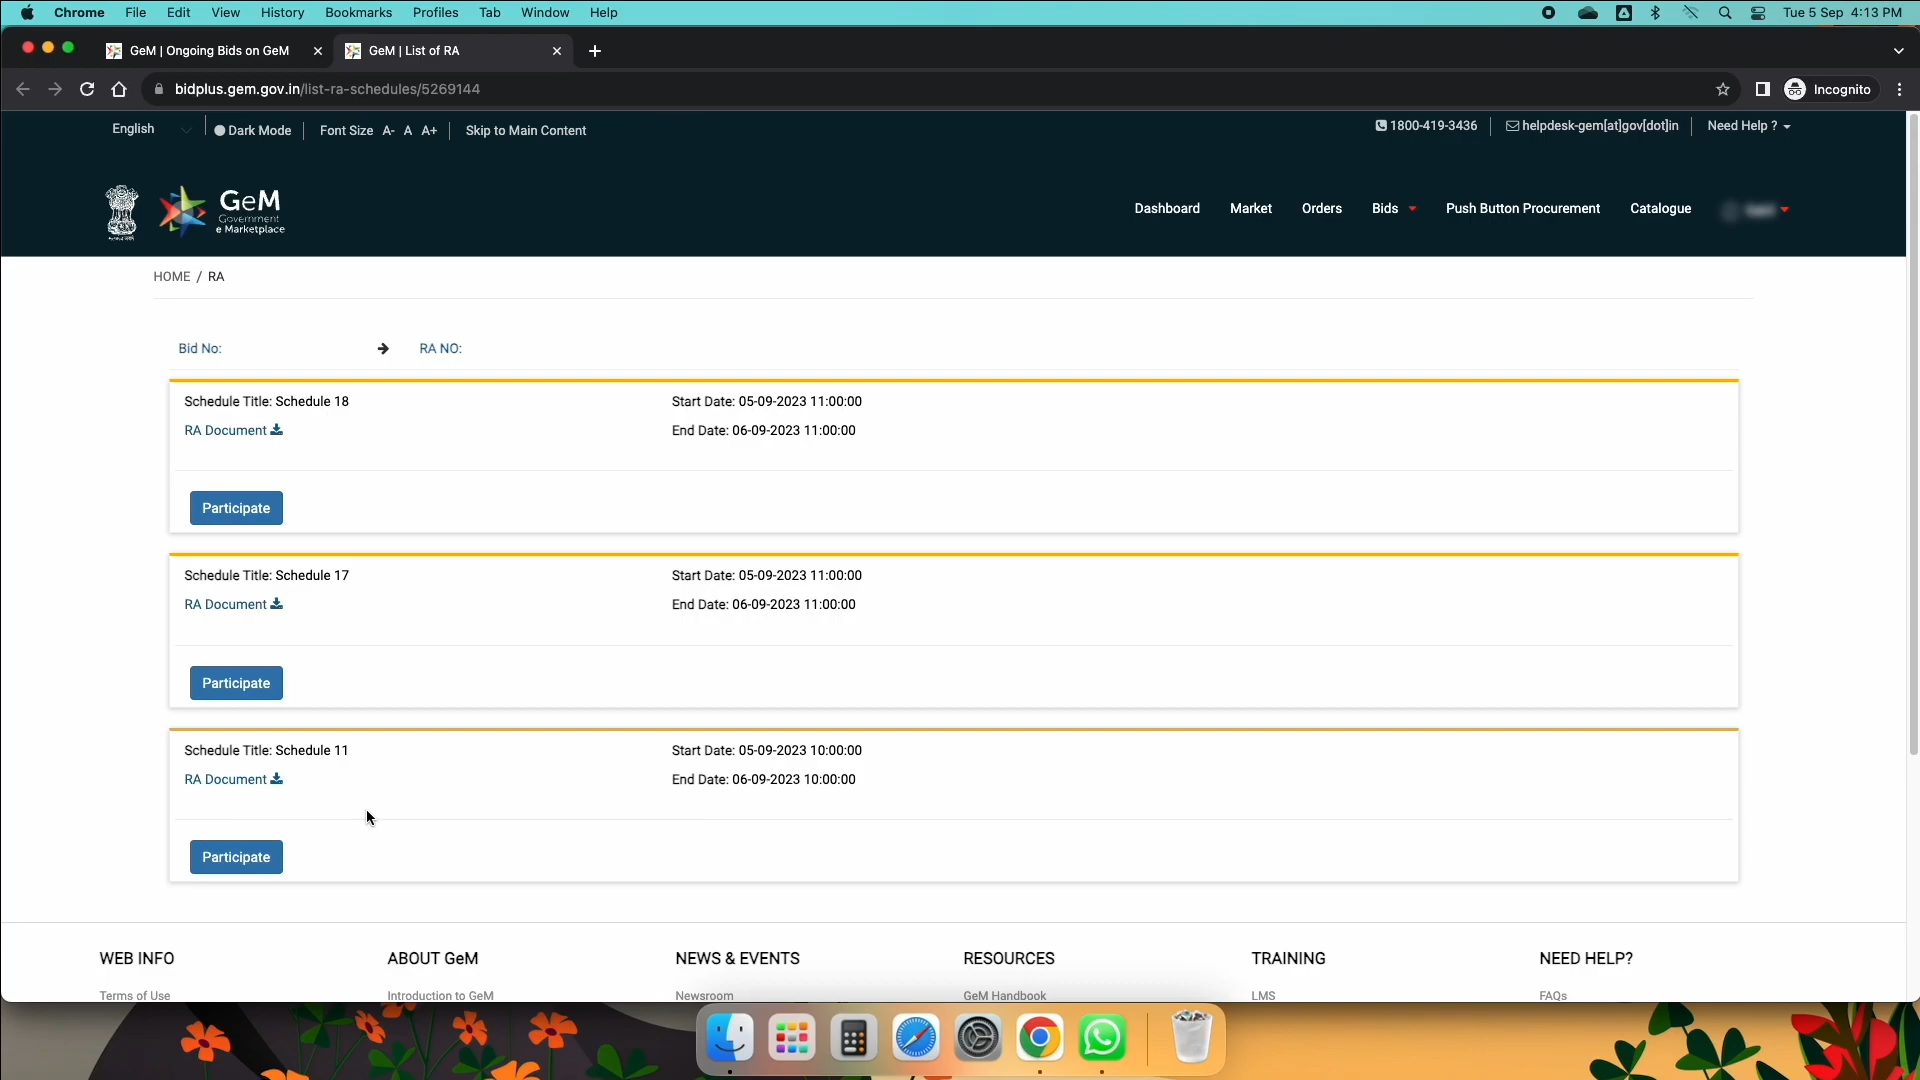 Chrome File Edit View History Bookmarks Profiles Tab Window Help Tue 5 Sep 4:13 PM
GeM | Ongoing Bids on GeM GeM | List of RA
bidplus.gem.gov.in/list-ra-schedules/5269144 Incognito
English Dark Mode Font Size A- A A+ Skip to Main Content 1800-419-3436 helpdesk-gem[at]gov[dot]in Need Help ?
GeM
Government
e Marketplace
Dashboard Market Orders Bids Push Button Procurement Catalogue
HOME / RA
Bid No: RA NO:
Schedule Title: Schedule 18 Start Date: 05-09-2023 11:00:00
RA Document End Date: 06-09-2023 11:00:00
Participate
Schedule Title: Schedule 17 Start Date: 05-09-2023 11:00:00
RA Document End Date: 06-09-2023 11:00:00
Participate
Schedule Title: Schedule 11 Start Date: 05-09-2023 10:00:00
RA Document End Date: 06-09-2023 10:00:00
Participate
WEB INFO ABOUT GeM NEWS & EVENTS RESOURCES TRAINING NEED HELP?
Terms of Use Introduction to GeM Newsroom GeM Handbook LMS FAQs